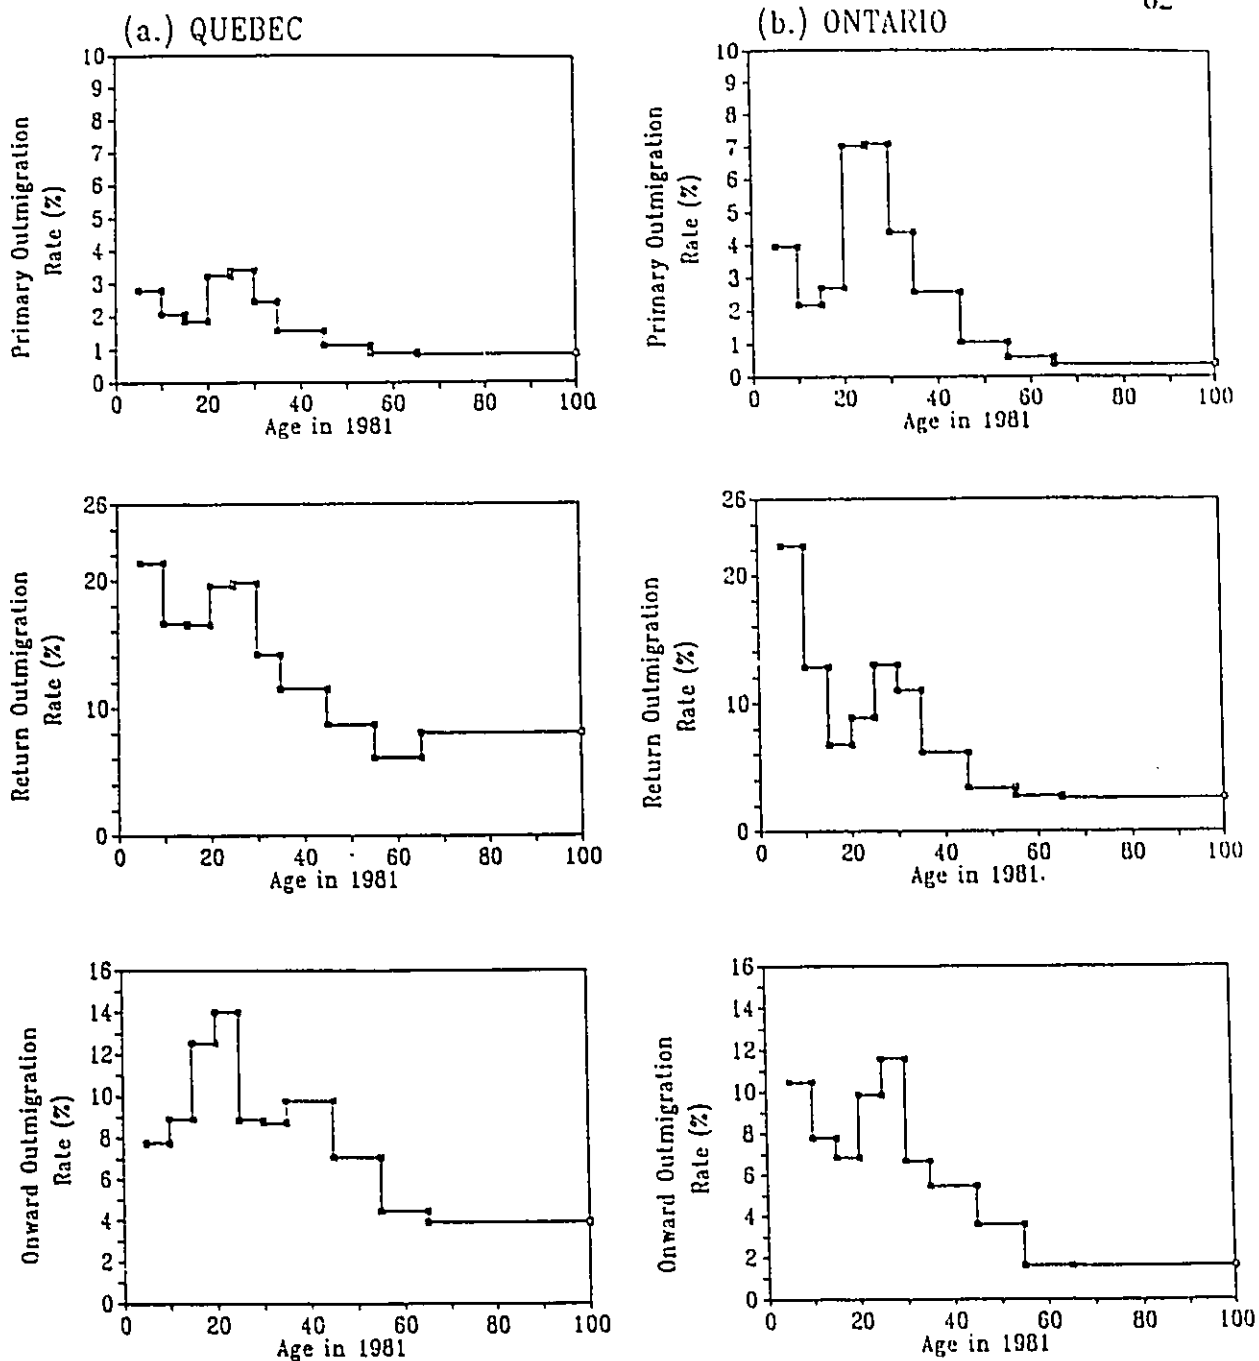 (a.) QUEBEC
(b.) ONTARIO
Primary Outmigration
Rate (%)
10
9
8
7
6
5
4
3
2
1
0
0 20 40 60 80 100
Age in 1981
Primary Outmigration
Rate (%)
10
9
8
7
6
5
4
3
2
1
0
0 20 40 60 80 100
Age in 1981
Return Outmigration
Rate (%)
26
20
10
0
0 20 40 60 80 100
Age in 1981
Return Outmigration
Rate (%)
26
20
10
0
0 20 40 60 80 100
Age in 1981.
Onward Outmigration
Rate (%)
16
14
12
10
8
6
4
2
0
0 20 40 60 80 100
Age in 1981
Onward Outmigration
Rate (%)
16
14
12
10
8
6
4
2
0
0 20 40 60 80 100
Age in 1981